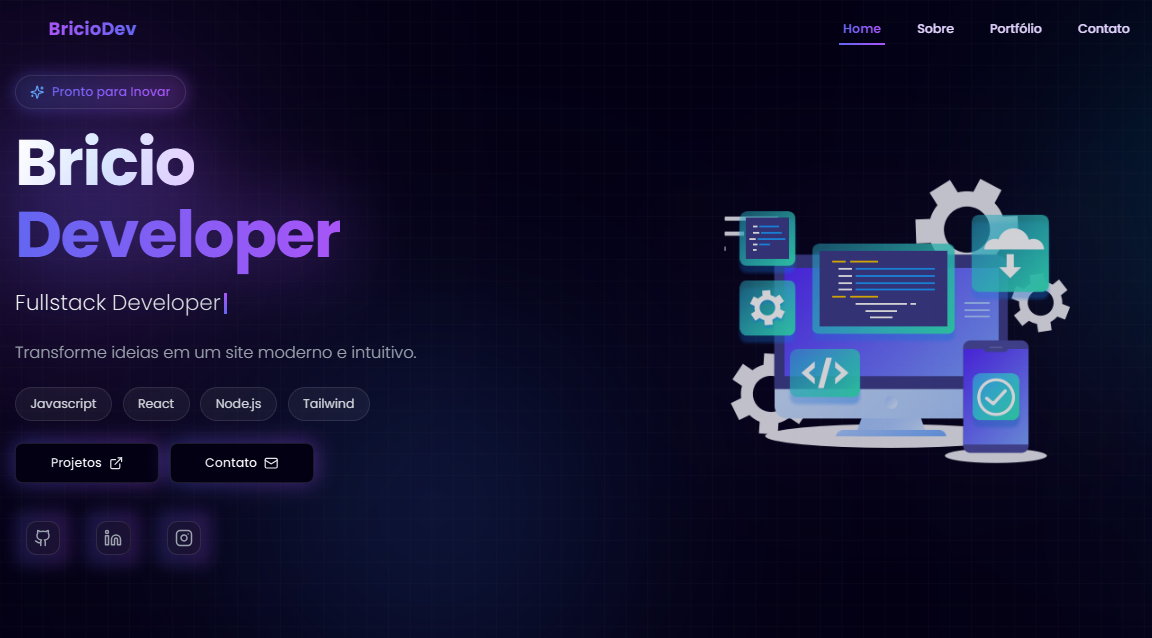 BricioDev
Home Sobre Portfólio Contato
Pronto para Inovar
Bricio
Developer
Fullstack Developer
Transforme ideias em um site moderno e intuitivo.
Javascript React Node.js Tailwind
Projetos Contato
</>
in